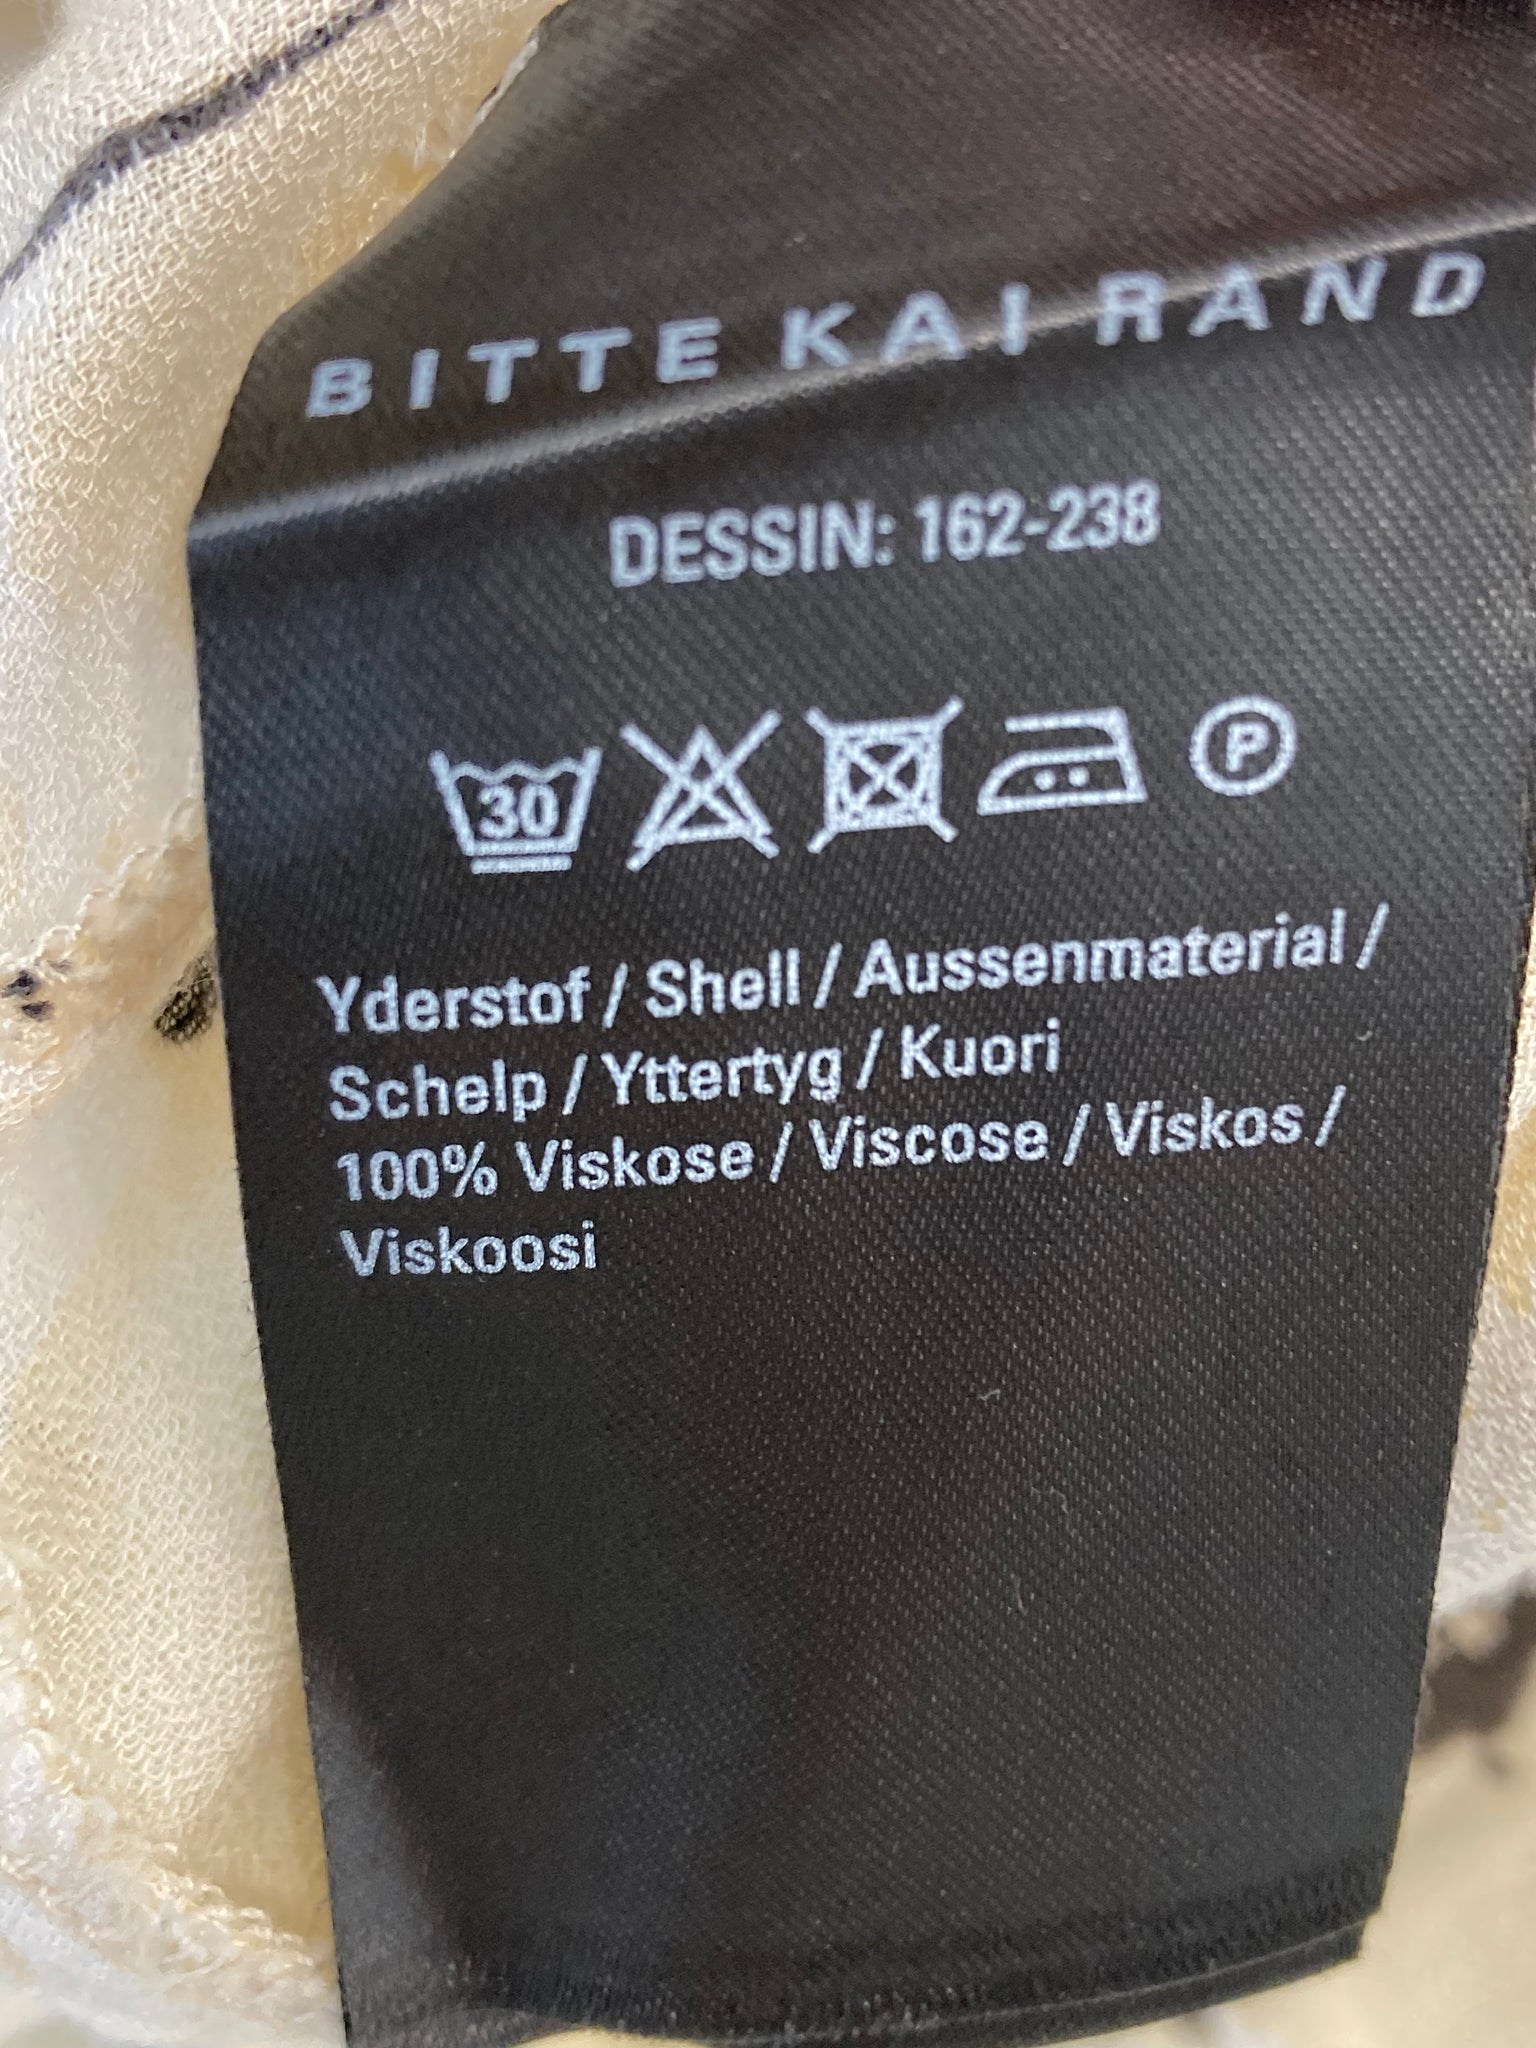 BITTE KAI RAND
DESSIN: 162-238
30 P
Yderstof / Shell / Aussenmaterial /
Schelp / Yttertyg / Kuori
100% Viskose / Viscose / Viskos /
Viskoosi